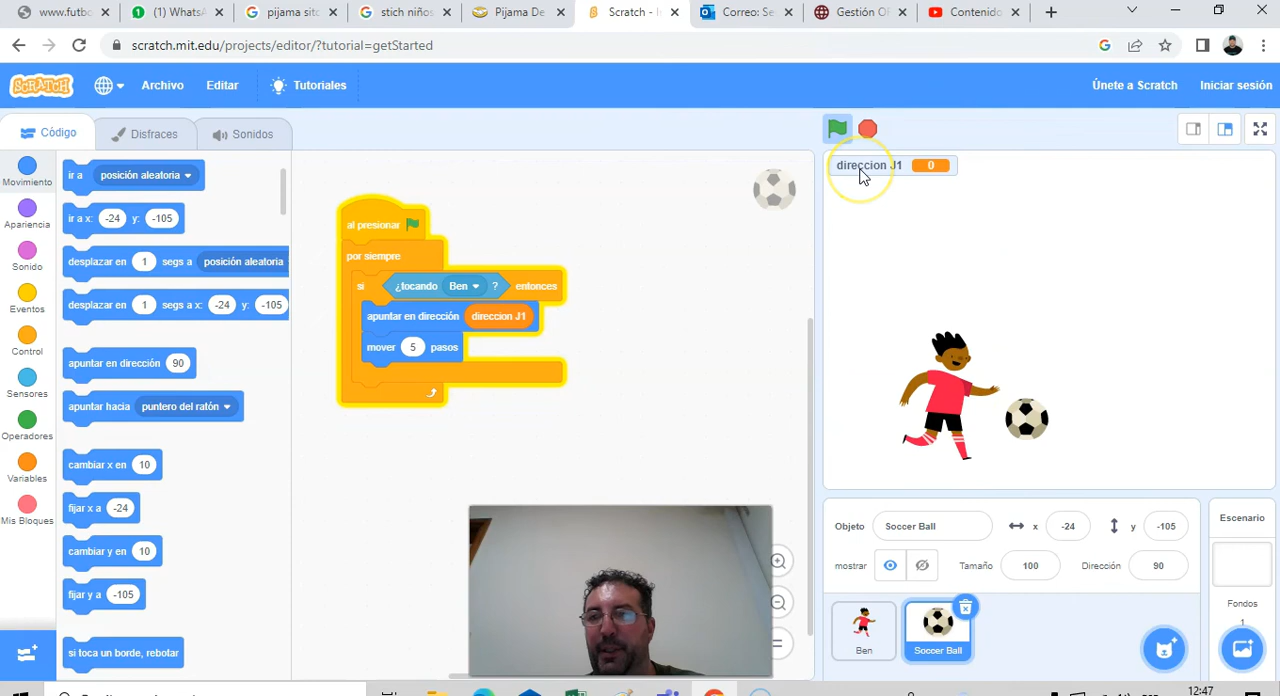 www.futbo
(1) WhatsA
pijama sito
stich niños
Pijama De
Scratch - I
Correo: Se
Gestión OF
Contenido
scratch.mit.edu/projects/editor/?tutorial=getStarted
SCRATCH
Archivo
Editar
Tutoriales
Únete a Scratch
Iniciar sesión
Código
Disfraces
Sonidos
Movimiento
Apariencia
Sonido
Eventos
Control
Sensores
Operadores
Variables
Mis Bloques
ir a posición aleatoria
ir a x: -24 y: -105
desplazar en 1 segs a posición aleatoria
desplazar en 1 segs a x: -24 y: -105
apuntar en dirección 90
apuntar hacia puntero del ratón
cambiar x en 10
fijar x a -24
cambiar y en 10
fijar y a -105
si toca un borde, rebotar
al presionar
por siempre
si ¿tocando Ben ? entonces
apuntar en dirección direccion J1
mover 5 pasos
direccion J1 0
Objeto Soccer Ball x -24 y -105
mostrar Tamaño 100 Dirección 90
Ben
Soccer Ball
Escenario
Fondos
1
12:47